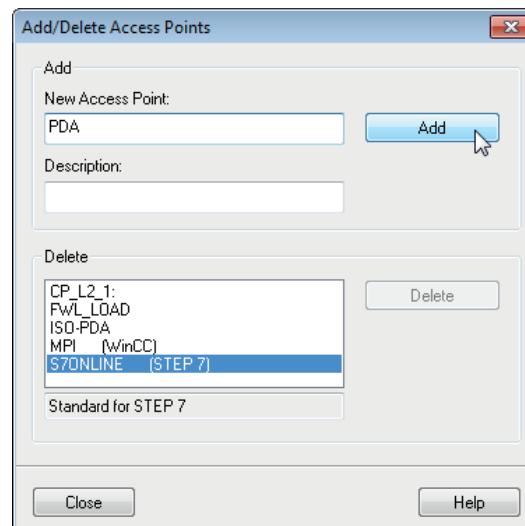 Add/Delete Access Points
Add
New Access Point:
PDA
Add
Description:
Delete
CP_L2_1:
FWL_LOAD
ISO-PDA
MPI (WinCC)
S7ONLINE (STEP 7)
Delete
Standard for STEP 7
Close
Help